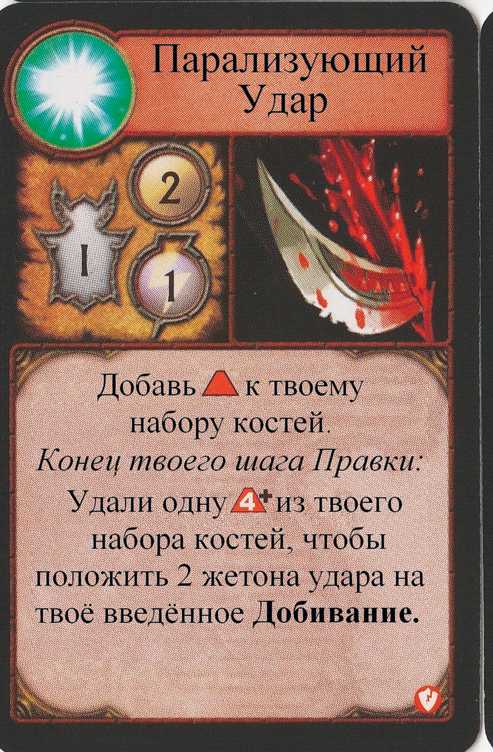 Парализующий
Удар
2
1
1
Добавь к твоему
набору костей.
Конец твоего шага Правки:
Удали одну 4+ из твоего
набора костей, чтобы
положить 2 жетона удара на
твоё введённое Добивание.